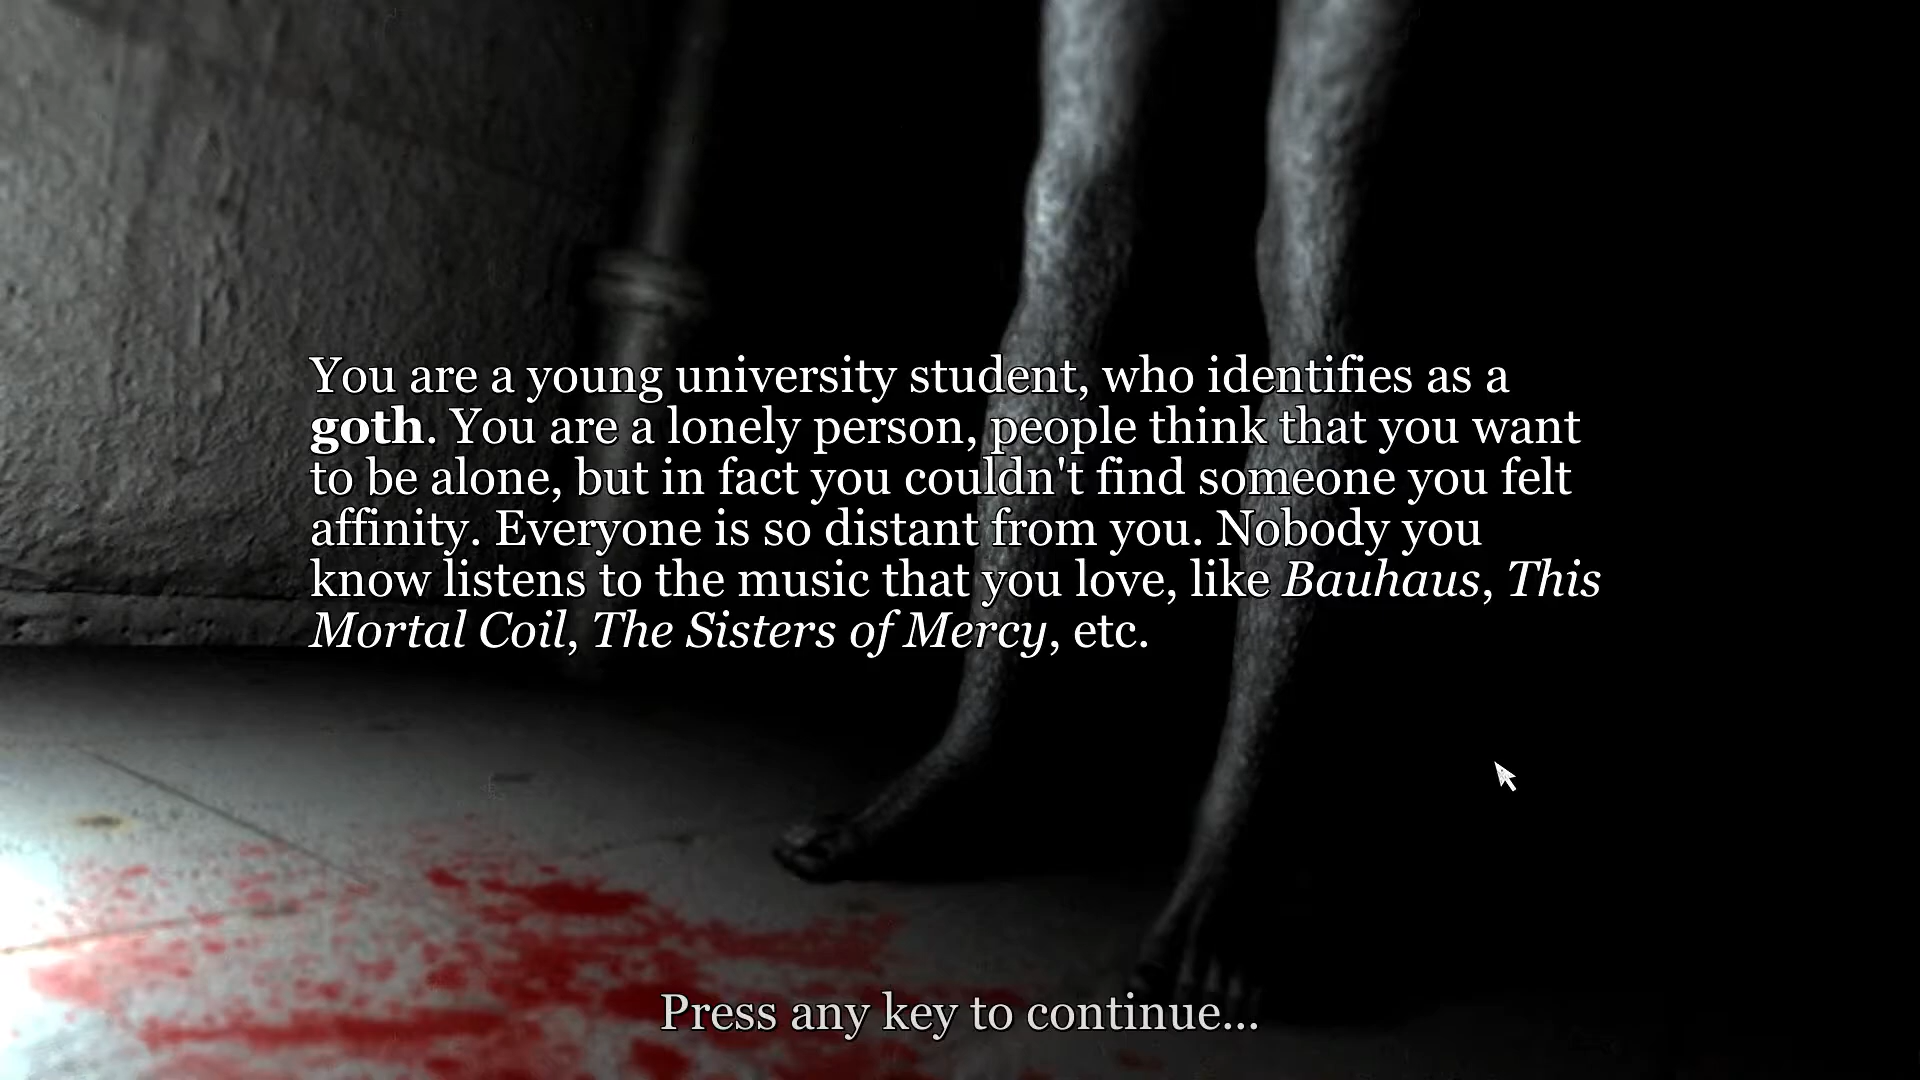 You are a young university student, who identifies as a
goth. You are a lonely person, people think that you want
to be alone, but in fact you couldn't find someone you felt
affinity. Everyone is so distant from you. Nobody you
know listens to the music that you love, like Bauhaus, This
Mortal Coil, The Sisters of Mercy, etc.
Press any key to continue...